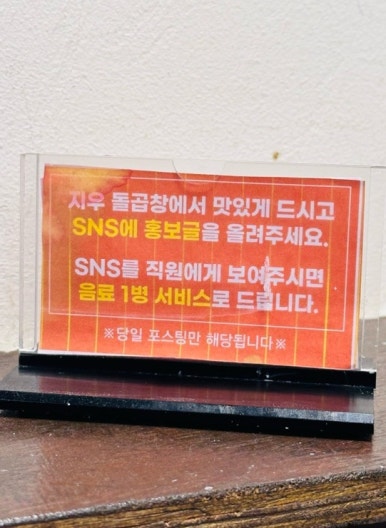 지우 돌곱창에서 맛있게 드시고
SNS에 홍보글을 올려주세요.
SNS를 직원에게 보여주시면
음료 1병 서비스로 드립니다.
※당일 포스팅만 해당됩니다※